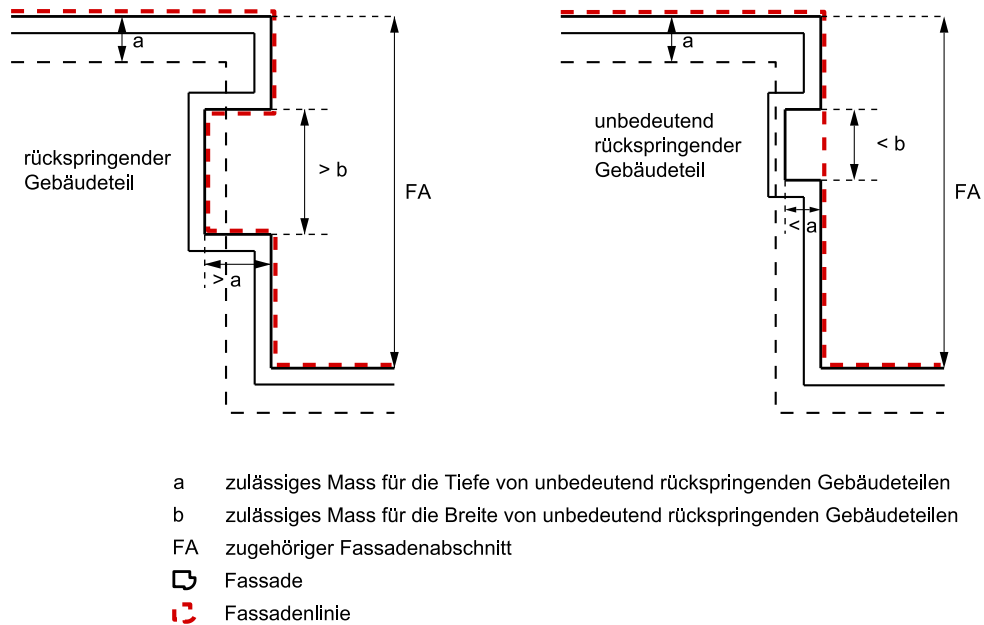 a
rückspringender
Gebäudeteil
> b
FA
> a
a
unbedeutend
rückspringender
Gebäudeteil
< b
FA
< a
a zulässiges Mass für die Tiefe von unbedeutend rückspringenden Gebäudeteilen
b zulässiges Mass für die Breite von unbedeutend rückspringenden Gebäudeteilen
FA zugehöriger Fassadenabschnitt
Fassade
Fassadenlinie